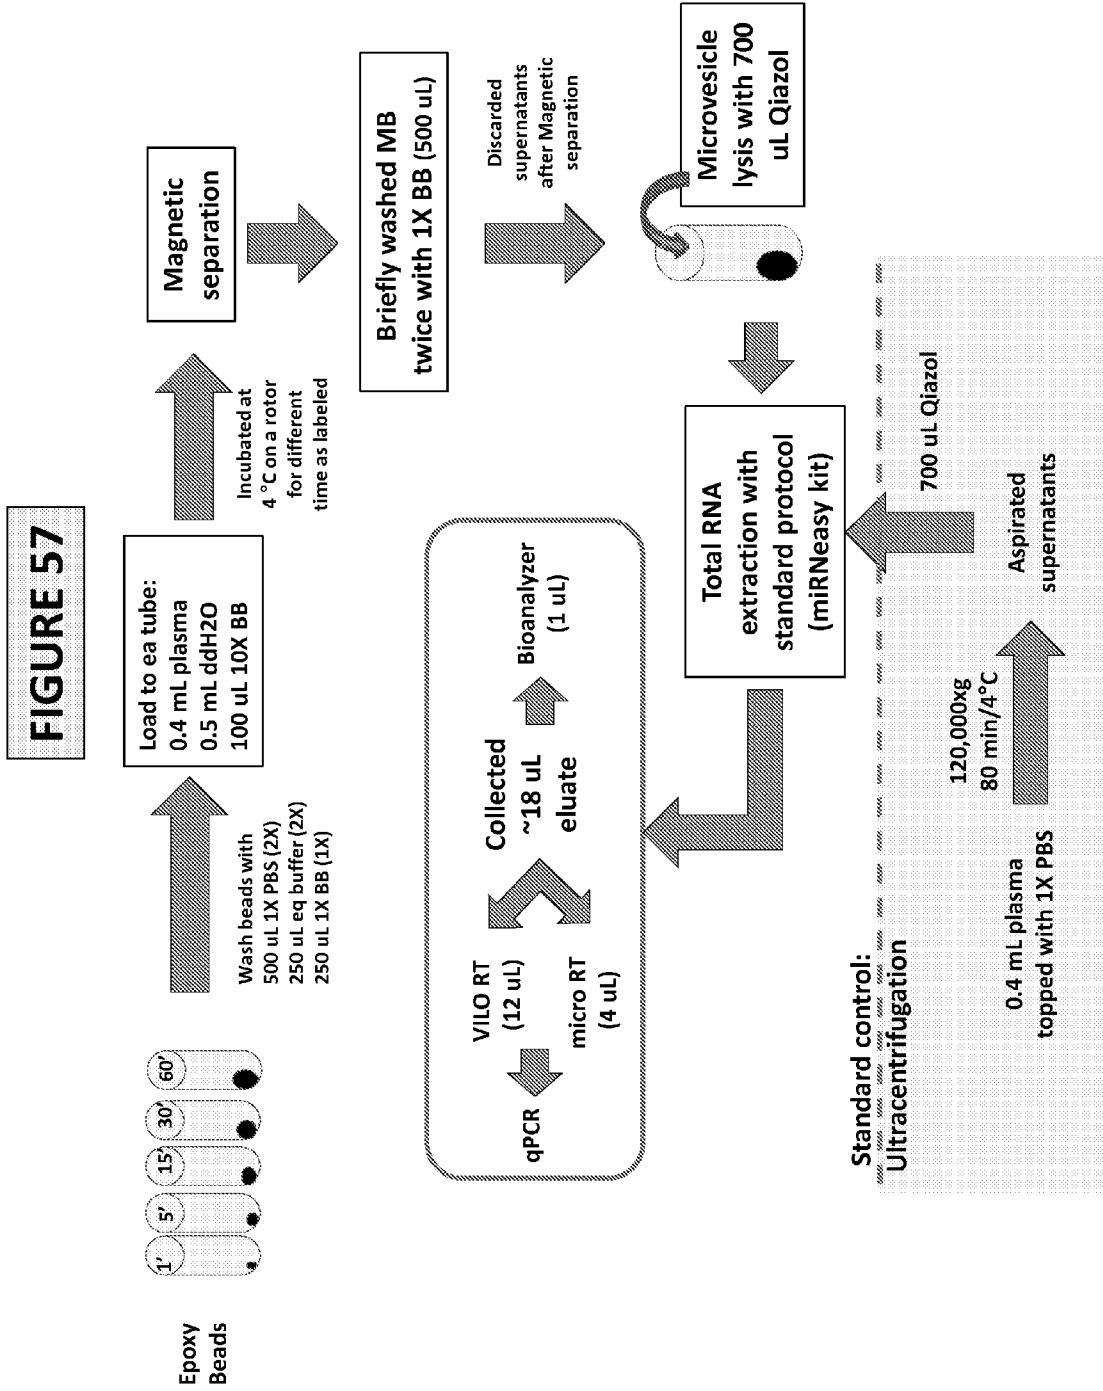 FIGURE 57
Epoxy
Beads
1'
5'
15'
30'
60'
Wash beads with
500 uL 1X PBS (2X)
250 uL eq buffer (2X)
250 uL 1X BB (1X)
Load to ea tube:
0.4 mL plasma
0.5 mL ddH2O
100 uL 10X BB
Incubated at
4 °C on a rotor
for different
time as labeled
Magnetic
separation
Briefly washed MB
twice with 1X BB (500 uL)
Discarded
supernatants
after Magnetic
separation
Microvesicle
lysis with 700
uL Qiazol
Total RNA
extraction with
standard protocol
(miRNeasy kit)
Collected
~18 uL
eluate
Bioanalyzer
(1 uL)
VILO RT
(12 uL)
micro RT
(4 uL)
qPCR
Standard control:
Ultracentrifugation
0.4 mL plasma
topped with 1X PBS
120,000xg
80 min/4°C
Aspirated
supernatants
700 uL Qiazol